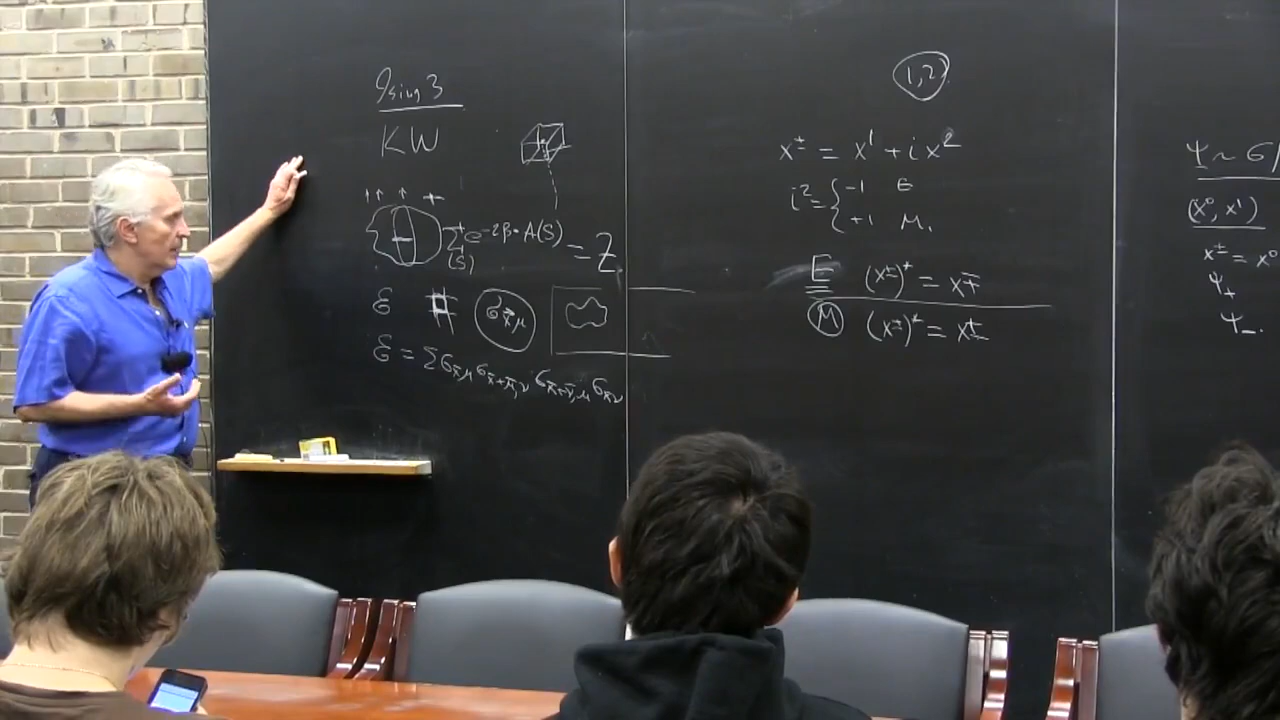 Ising 3
KW
↑ ↑ ↑ +
∑ e^{-2β·A(S)} = Z
(S)
ℰ # σ_{x̄,μ}
ℰ = ∑ σ_{x̄,μ} σ_{x̄+μ̄,ν} σ_{x̄+ν̄,μ} σ_{x̄,ν}
(1,2)
x^± = x^1 + i x^2
i^2 = { -1 E
+1 M.
E (x^±)^* = x^∓
M (x^±)^* = x^±
Ψ ~ σ
(x^0, x^1)
x^± = x^0
Ψ_+
Ψ_-.